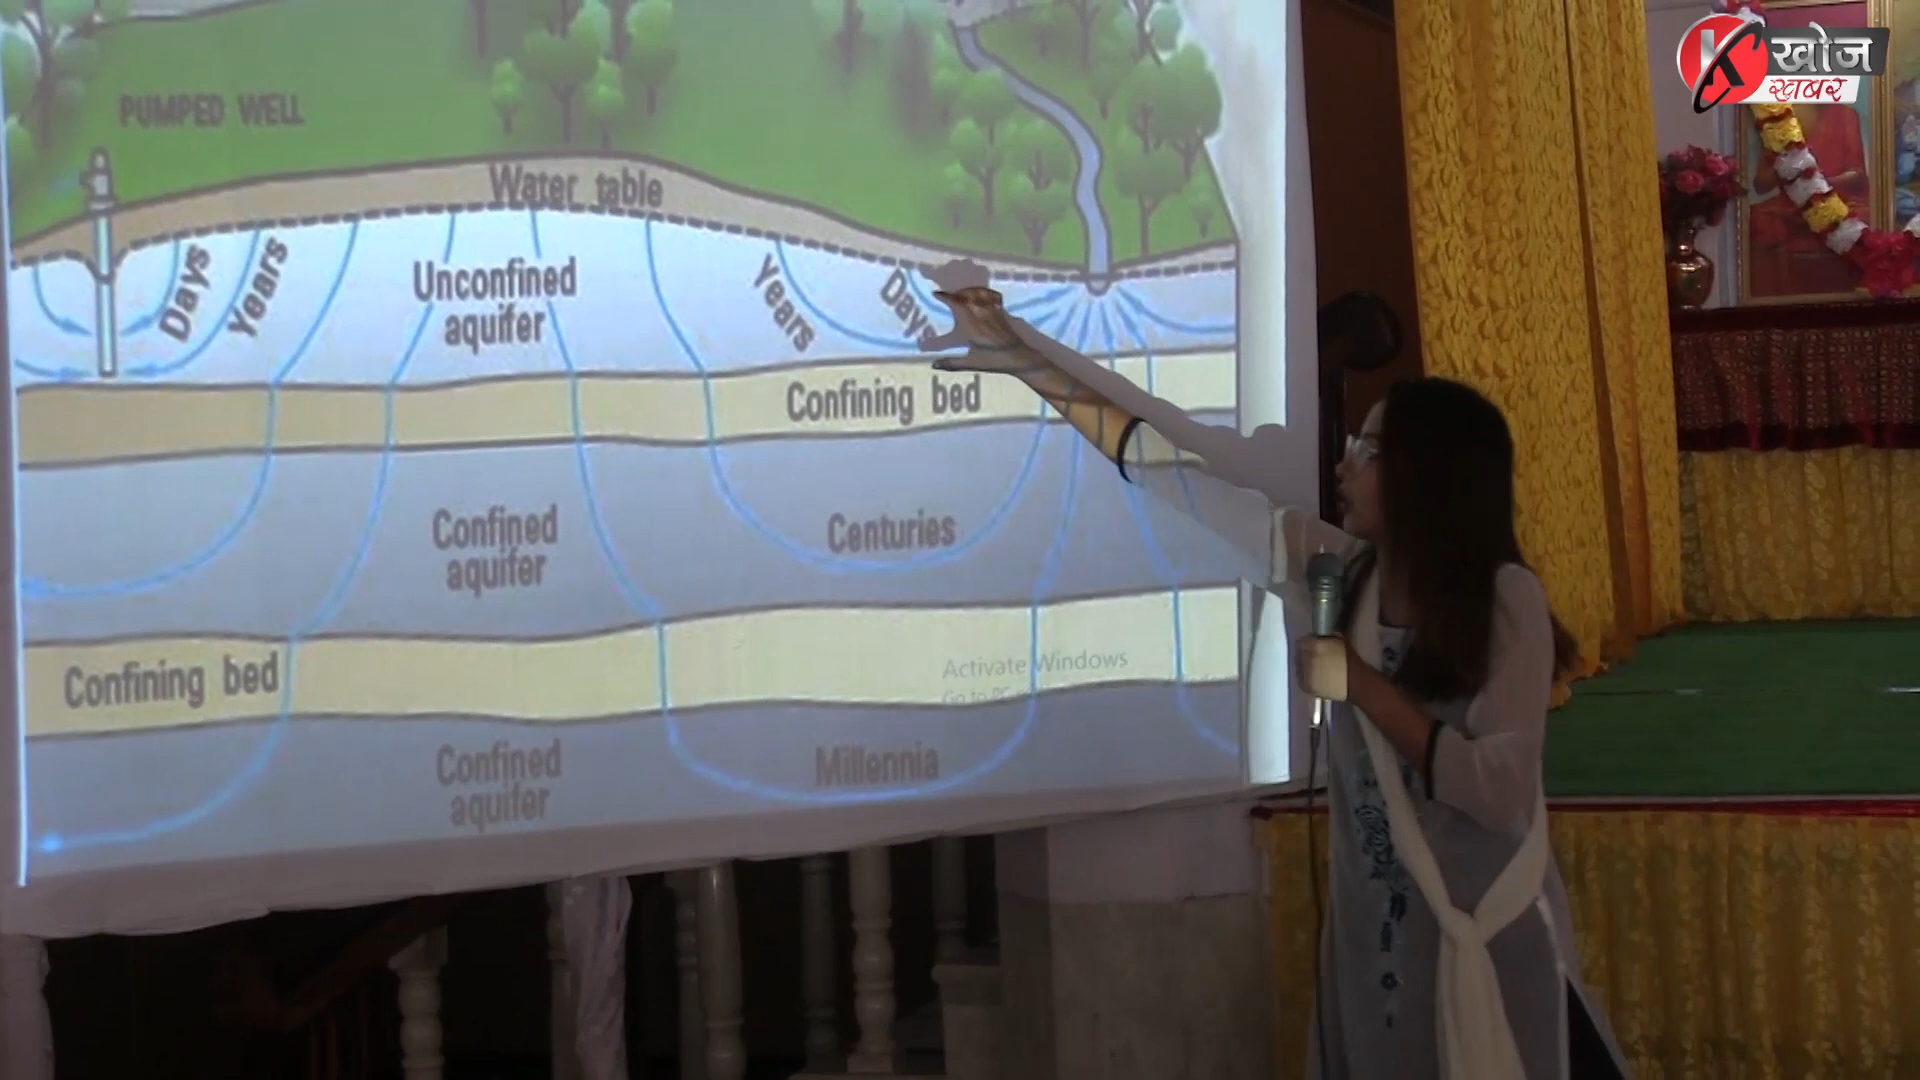 K खोज
खबर
PUMPED WELL
Water table
Days
Years
Unconfined
aquifer
Years
Days
Confining bed
Confined
aquifer
Centuries
Confining bed
Activate Windows
Confined
aquifer
Millennia